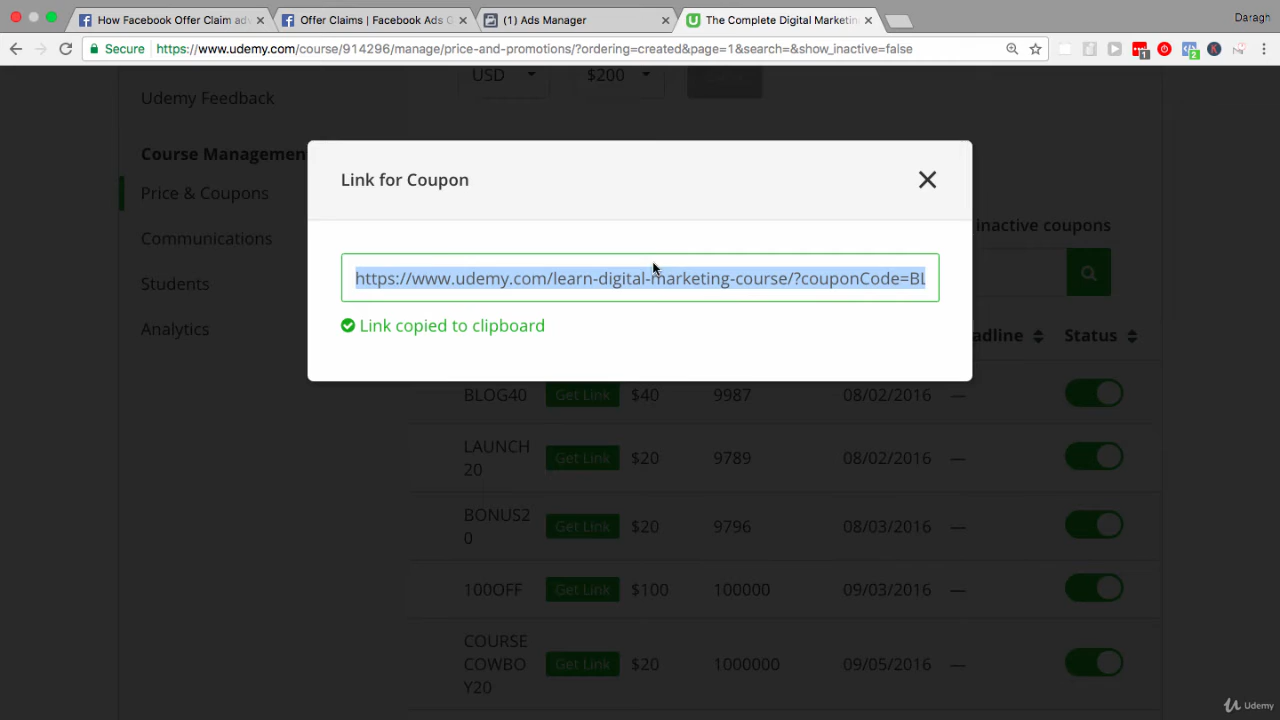 How Facebook Offer Claim ad
Offer Claims | Facebook Ads G
(1) Ads Manager
The Complete Digital Marketin
Daragh
Secure
https://www.udemy.com/course/914296/manage/price-and-promotions/?ordering=created&page=1&search=&show_inactive=false
1
2
K
USD
$200
Udemy Feedback
Course Managemen
Price & Coupons
Communications
Students
Analytics
Link for Coupon
https://www.udemy.com/learn-digital-marketing-course/?couponCode=BL
Link copied to clipboard
inactive coupons
adline
Status
BLOG40 Get Link $40 9987 08/02/2016 —
LAUNCH
20
Get Link $20 9789 08/02/2016 —
BONUS2
0
Get Link $20 9796 08/03/2016 —
100OFF Get Link $100 100000 09/03/2016 —
COURSE
COWBO
Y20
Get Link $20 1000000 09/05/2016 —
Udemy